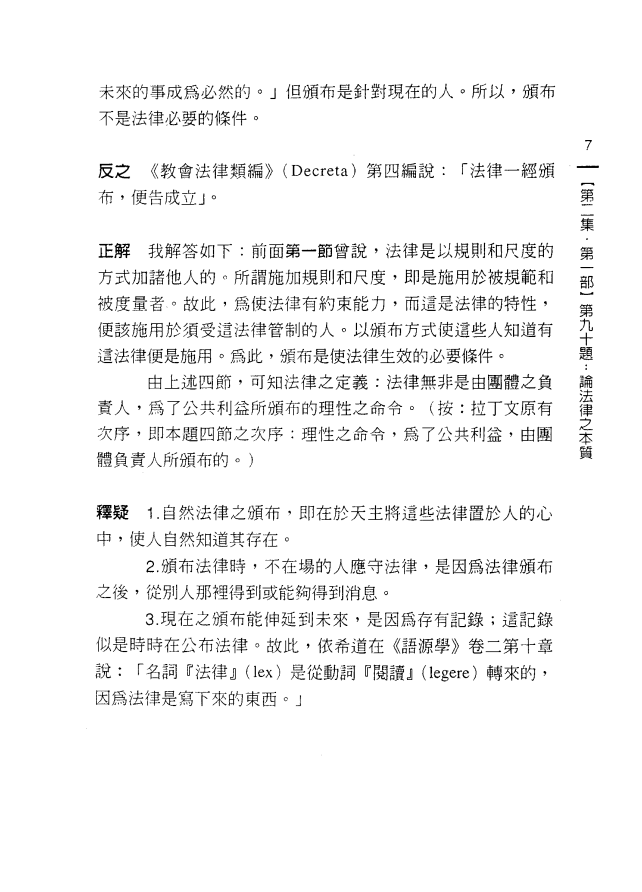 未來的事成為必然的。」但頒布是針對現在的人。所以，頒布
不是法律必要的條件。
反之　《教會法律類編》（Decreta）第四編說：「法律一經頒
布，便告成立」。
正解　我解答如下：前面第一節曾說，法律是以規則和尺度的
方式加諸他人的。所謂施加規則和尺度，即是施用於被規範和
被度量者。故此，為使法律有約束能力，而這是法律的特性，
便該施用於須受這法律管制的人。以頒布方式使這些人知道有
這法律便是施用。為此，頒布是使法律生效的必要條件。
由上述四節，可知法律之定義：法律無非是由團體之負
責人，為了公共利益所頒布的理性之命令。（按：拉丁文原有
次序，即本題四節之次序：理性之命令，為了公共利益，由團
體負責人所頒布的。）
釋疑　1.自然法律之頒布，即在於天主將這些法律置於人的心
中，使人自然知道其存在。
2.頒布法律時，不在場的人應守法律，是因為法律頒布
之後，從別人那裡得到或能夠得到消息。
3.現在之頒布能伸延到未來，是因為存有記錄；這記錄
似是時時在公布法律。故此，依希道在《語源學》卷二第十章
說：「名詞『法律』（lex）是從動詞『閱讀』（legere）轉來的，
因為法律是寫下來的東西。」
7
【第二集．第一部】第九十題：論法律之本質